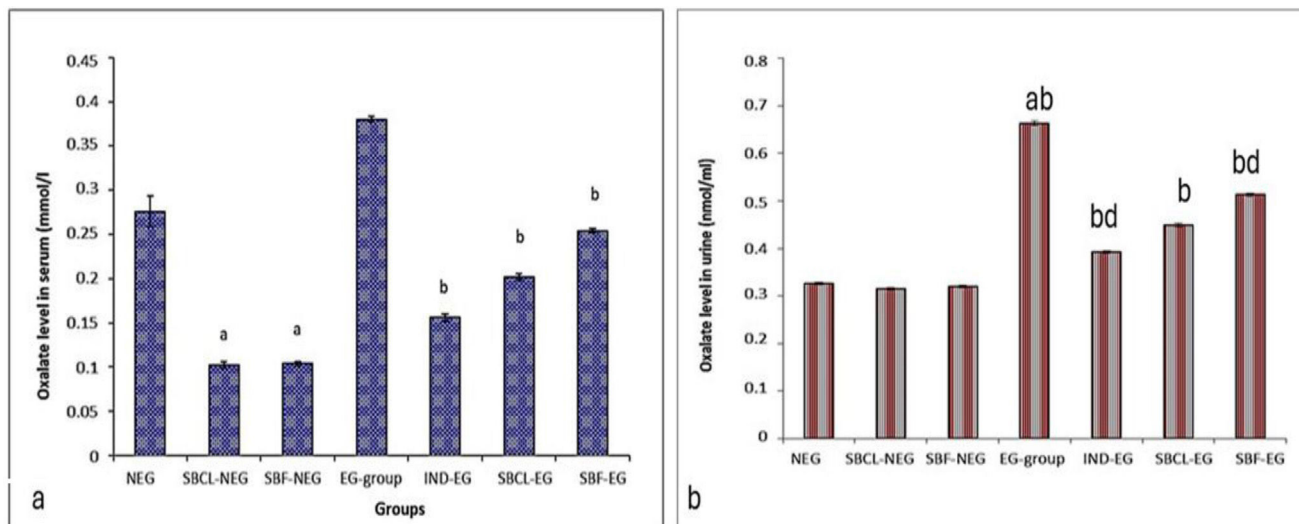 Oxalate level in serum (mmol/l
0.45
0.4
0.35
0.3
0.25
0.2
0.15
0.1
0.05
0
a
a
b
b
b
NEG SBCL-NEG SBF-NEG EG-group IND-EG SBCL-EG SBF-EG
Groups
a
Oxalate level in urine (nmol/ml)
0.8
0.7
0.6
0.5
0.4
0.3
0.2
0.1
0
ab
bd
b
bd
NEG SBCL-NEG SBF-NEG EG-group IND-EG SBCL-EG SBF-EG
b